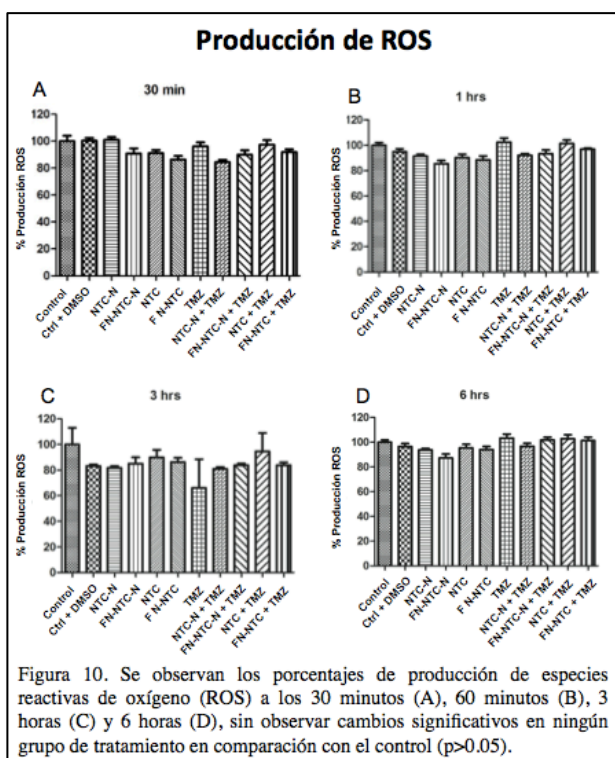 Producción de ROS
A
30 min
% Producción ROS
120
100
80
60
40
20
0
Control
Ctrl + DMSO
NTC-N
FN-NTC-N
NTC
F N-NTC
TMZ
NTC-N + TMZ
FN-NTC-N + TMZ
NTC + TMZ
FN-NTC + TMZ
B
1 hrs
% Producción ROS
120
100
80
60
40
20
0
Control
Ctrl + DMSO
NTC-N
FN-NTC-N
NTC
F N-NTC
TMZ
NTC-N + TMZ
FN-NTC-N + TMZ
NTC + TMZ
FN-NTC + TMZ
C
3 hrs
% Producción ROS
120
100
80
60
40
20
0
Control
Ctrl + DMSO
NTC-N
FN-NTC-N
NTC
F N-NTC
TMZ
NTC-N + TMZ
FN-NTC-N + TMZ
NTC + TMZ
FN-NTC + TMZ
D
6 hrs
% Producción ROS
120
100
80
60
40
20
0
Control
Ctrl + DMSO
NTC-N
FN-NTC-N
NTC
F N-NTC
TMZ
NTC-N + TMZ
FN-NTC-N + TMZ
NTC + TMZ
FN-NTC + TMZ
Figura 10. Se observan los porcentajes de producción de especies
reactivas de oxígeno (ROS) a los 30 minutos (A), 60 minutos (B), 3
horas (C) y 6 horas (D), sin observar cambios significativos en ningún
grupo de tratamiento en comparación con el control (p>0.05).